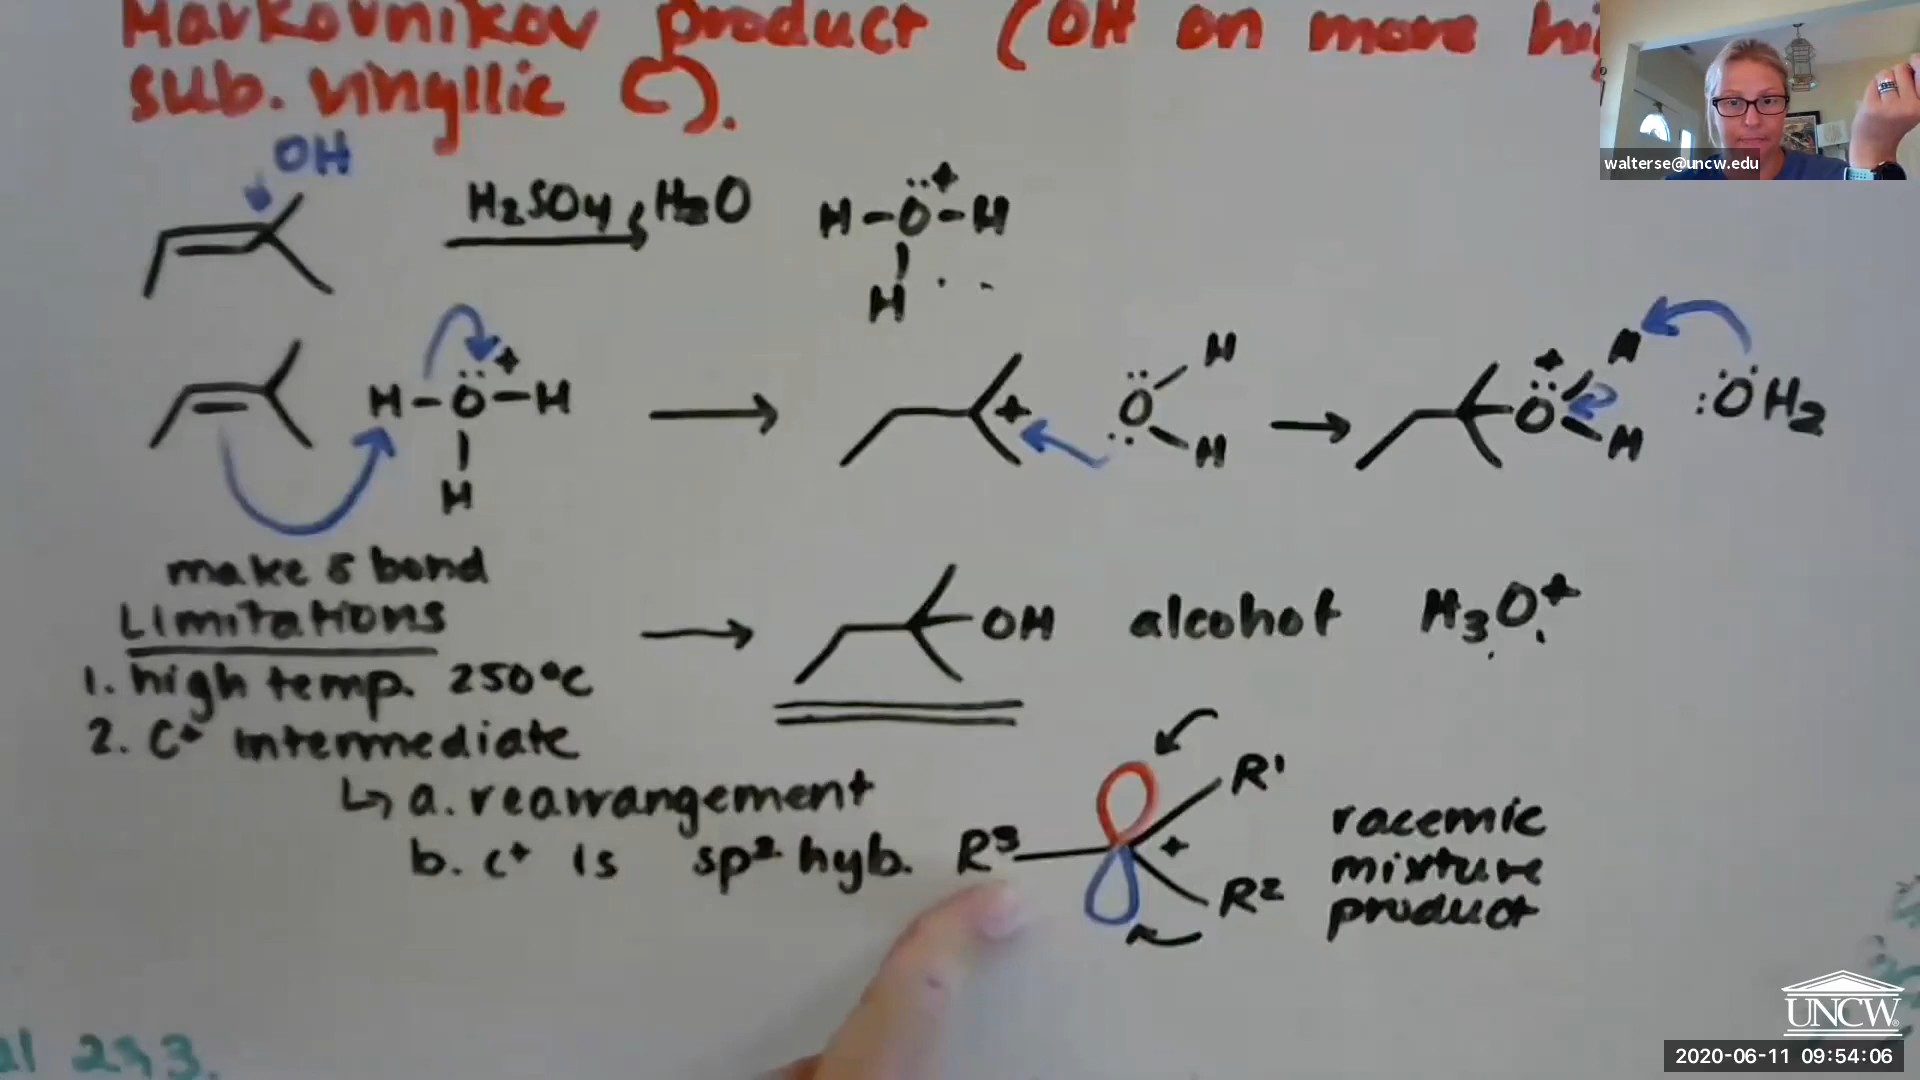 Markovnikov product (OH on more
sub. vinyllic C).
OH
H₂SO₄, H₂O
H-O-H
+
H
H-O-H
+
H
make σ bond
+
O
H
H
+
O
H
H
:OH₂
Limitations
1. high temp. 250°C
2. C⁺ intermediate
↳ a. rearrangement
b. C⁺ is sp² hyb.
OH alcohol H₃O⁺
R³
R¹
+
R²
racemic
mixture
product
233.
walterse@uncw.edu
UNCW
2020-06-11 09:54:06